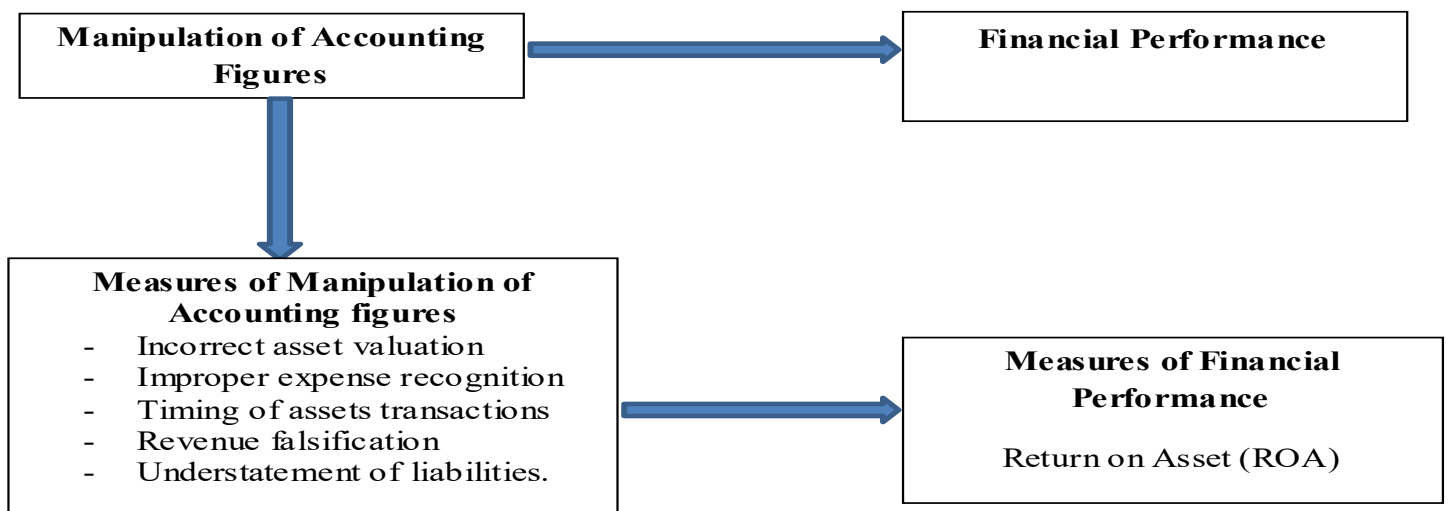 Manipulation of Accounting
Figures
Financial Performance
Measures of Manipulation of
Accounting figures
- Incorrect asset valuation
- Improper expense recognition
- Timing of assets transactions
- Revenue falsification
- Understatement of liabilities.
Measures of Financial
Performance
Return on Asset (ROA)